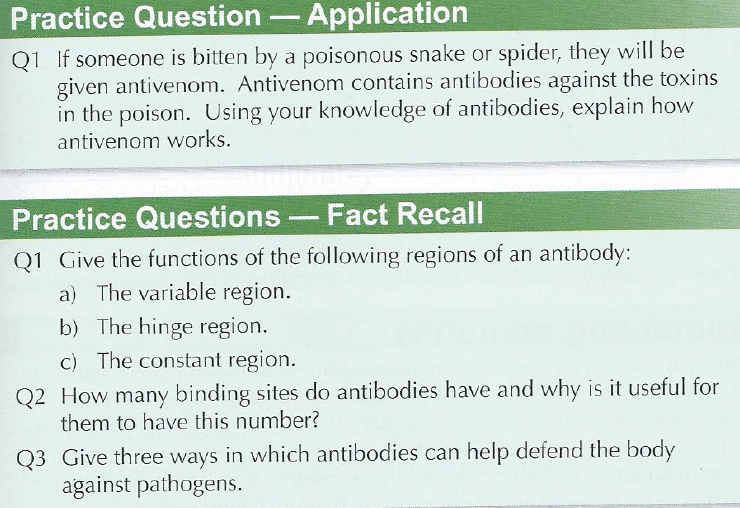 Practice Question — Application
Q1 If someone is bitten by a poisonous snake or spider, they will be
given antivenom. Antivenom contains antibodies against the toxins
in the poison. Using your knowledge of antibodies, explain how
antivenom works.
Practice Questions — Fact Recall
Q1 Give the functions of the following regions of an antibody:
a) The variable region.
b) The hinge region.
c) The constant region.
Q2 How many binding sites do antibodies have and why is it useful for
them to have this number?
Q3 Give three ways in which antibodies can help defend the body
against pathogens.